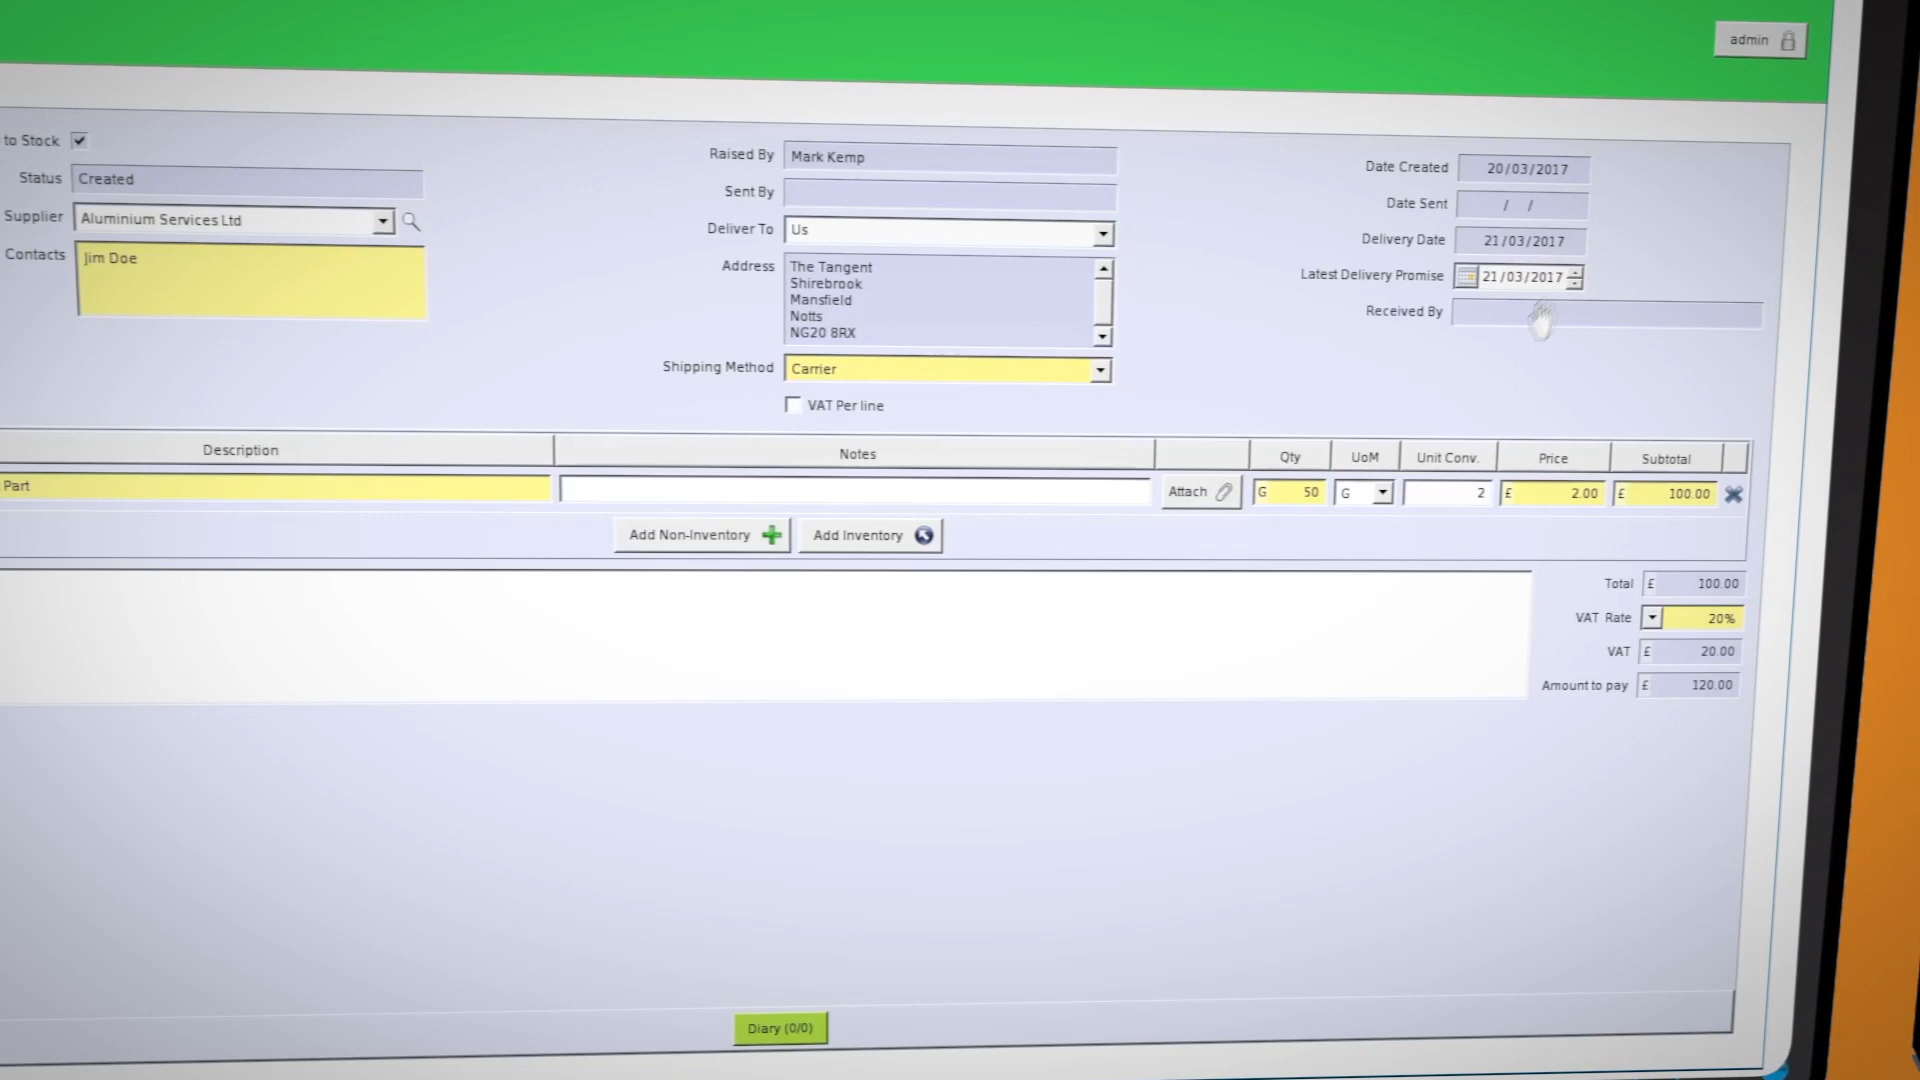 admin
to Stock
Status Created
Supplier Aluminium Services Ltd
Contacts Jim Doe
Raised By Mark Kemp
Sent By
Deliver To Us
Address The Tangent
Shirebrook
Mansfield
Notts
NG20 8RX
Shipping Method Carrier
VAT Per line
Date Created 20/03/2017
Date Sent / /
Delivery Date 21/03/2017
Latest Delivery Promise 21/03/2017
Received By
Description Notes Qty UoM Unit Conv. Price Subtotal
Part Attach G 50 G 2 £ 2.00 £ 100.00
Add Non-Inventory Add Inventory
Total £ 100.00
VAT Rate 20%
VAT £ 20.00
Amount to pay £ 120.00
Diary (0/0)